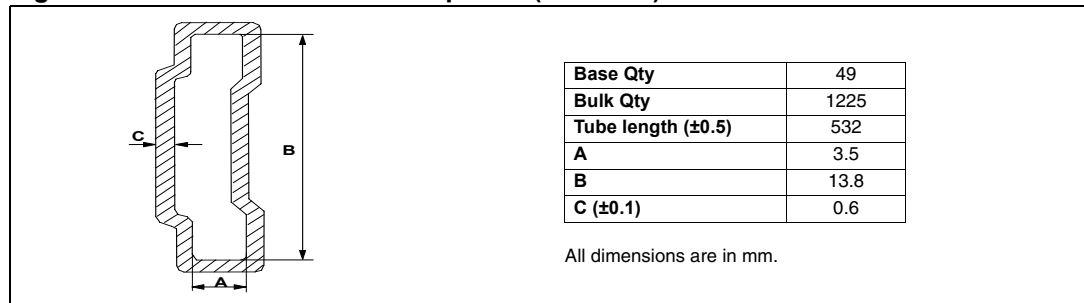 C
B
A
Base Qty 49
Bulk Qty 1225
Tube length (±0.5) 532
A 3.5
B 13.8
C (±0.1) 0.6
All dimensions are in mm.